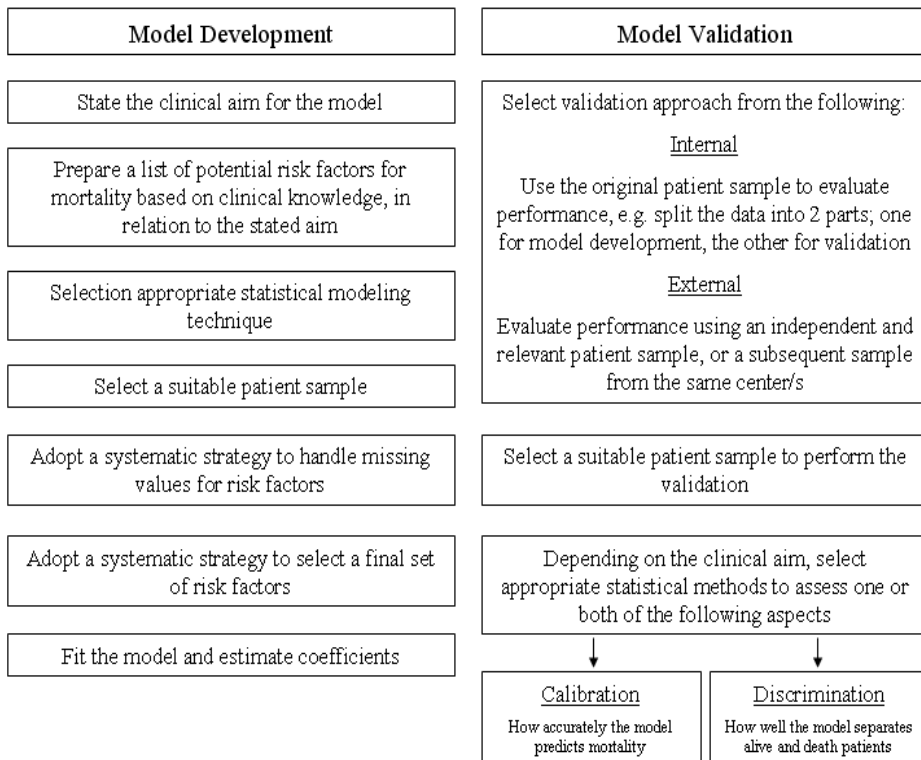 Model Development
State the clinical aim for the model
Prepare a list of potential risk factors for
mortality based on clinical knowledge, in
relation to the stated aim
Selection appropriate statistical modeling
technique
Select a suitable patient sample
Adopt a systematic strategy to handle missing
values for risk factors
Adopt a systematic strategy to select a final set
of risk factors
Fit the model and estimate coefficients
Model Validation
Select validation approach from the following:
Internal
Use the original patient sample to evaluate
performance, e.g. split the data into 2 parts; one
for model development, the other for validation
External
Evaluate performance using an independent and
relevant patient sample, or a subsequent sample
from the same center/s
Select a suitable patient sample to perform the
validation
Depending on the clinical aim, select
appropriate statistical methods to assess one or
both of the following aspects
Calibration
How accurately the model
predicts mortality
Discrimination
How well the model separates
alive and death patients